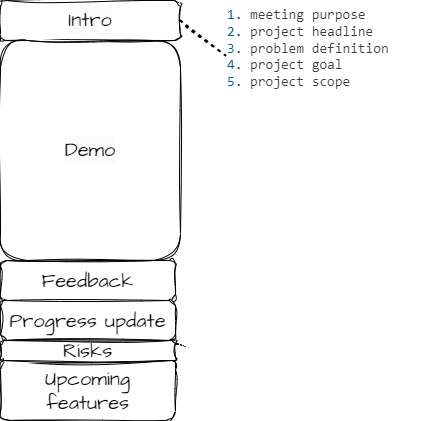 Intro
1. meeting purpose
2. project headline
3. problem definition
4. project goal
5. project scope
Demo
Feedback
Progress update
Risks
Upcoming
features